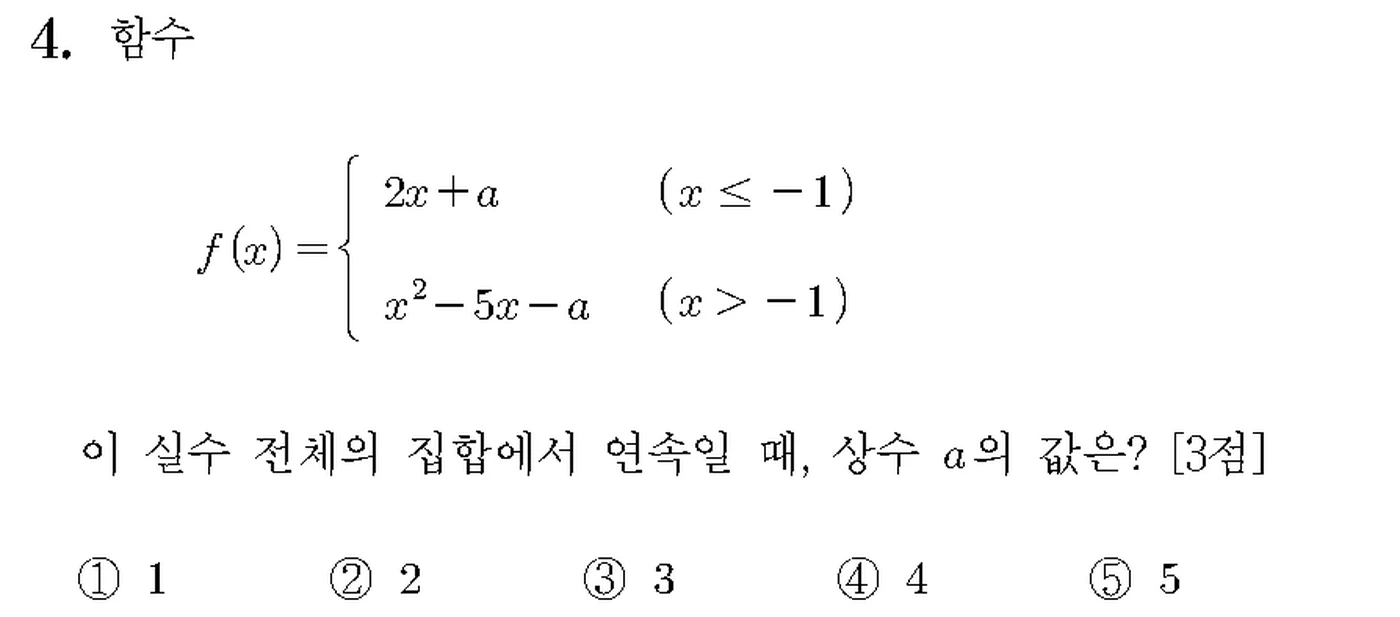 4. 함수
f(x) = { 2x + a (x ≤ -1)
x² - 5x - a (x > -1)
이 실수 전체의 집합에서 연속일 때, 상수 a의 값은? [3점]
① 1 ② 2 ③ 3 ④ 4 ⑤ 5